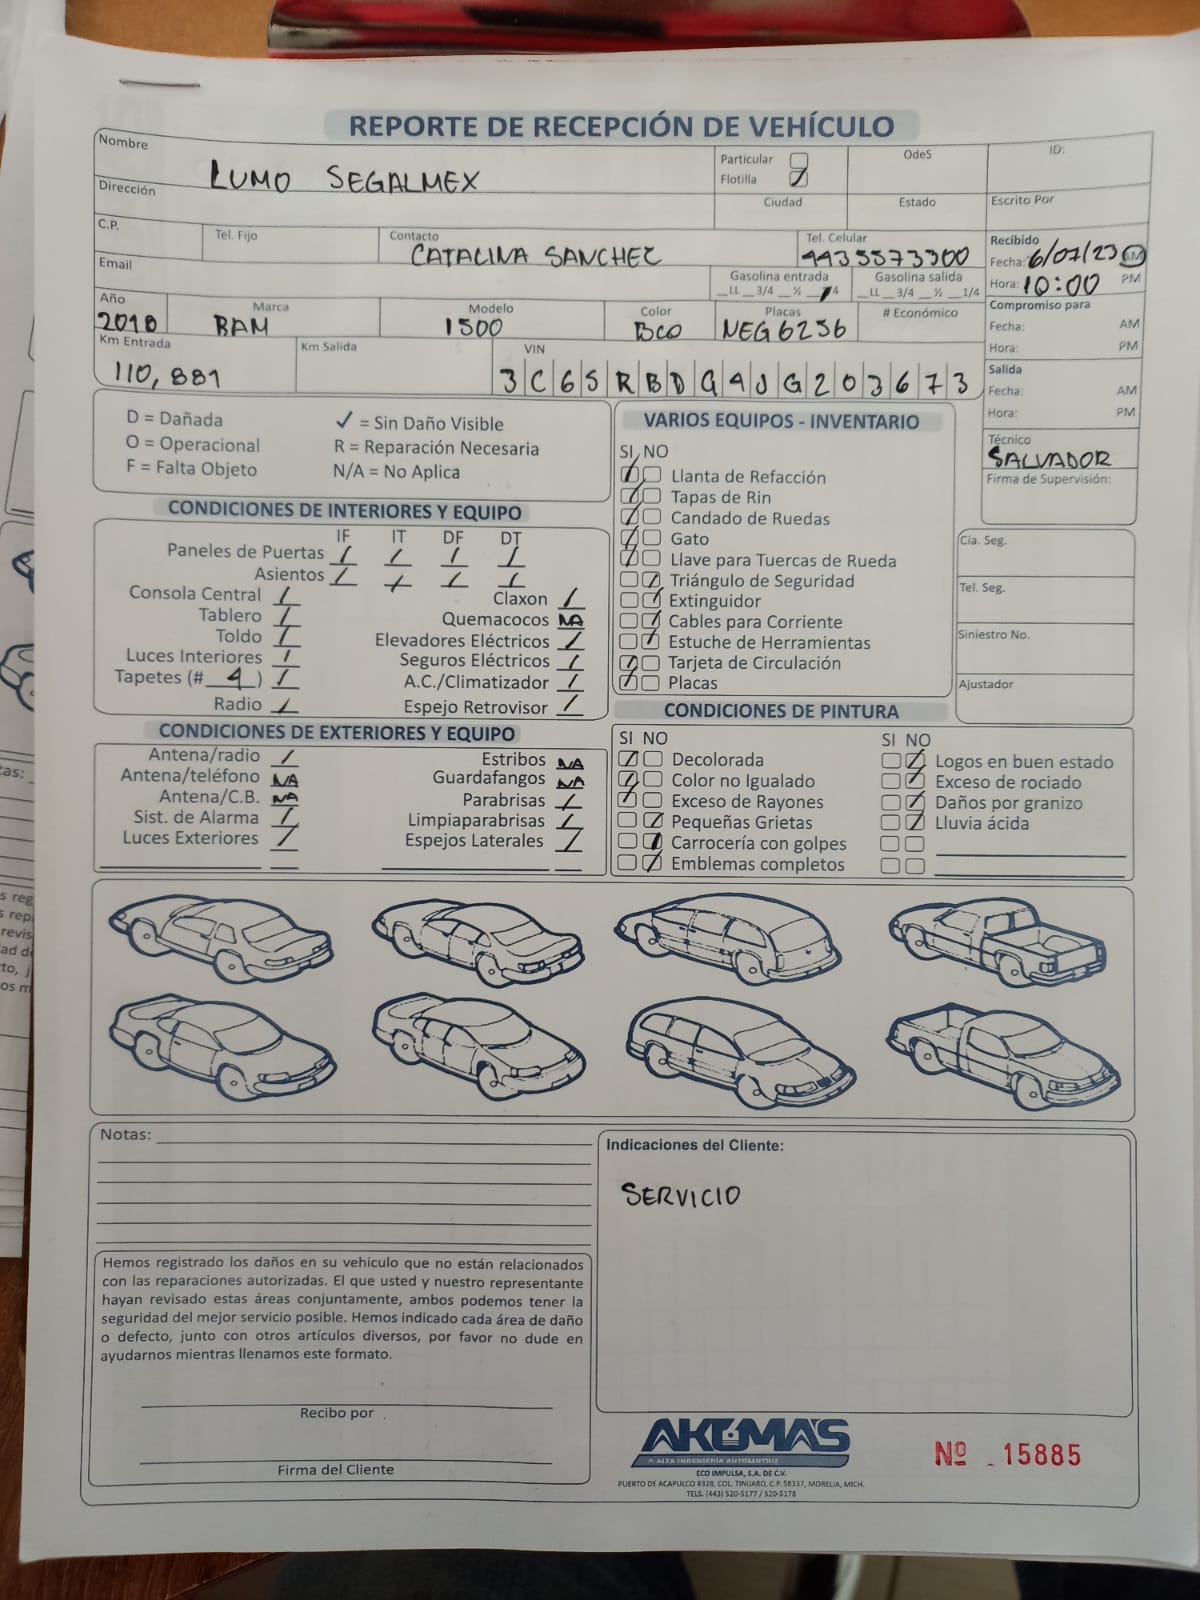 REPORTE DE RECEPCIÓN DE VEHÍCULO
Nombre
LUMO SEGALMEX
Particular
Flotilla
OdeS
ID:
Dirección
Ciudad
Estado
Escrito Por
C.P.
Tel. Fijo
Contacto
CATALINA SANCHEZ
Tel. Celular
4435573300
Recibido
Fecha: 6/07/23 AM
Hora: 10:00 PM
Email
Gasolina entrada
__LL __3/4 __½ __1/4
Gasolina salida
__LL __3/4 __½ __1/4
Año
2018
Marca
RAM
Modelo
1500
Color
BCO
Placas
NEG6256
# Económico
Compromiso para
Fecha: AM
Hora: PM
Km Entrada
110,881
Km Salida
VIN
3C6SRBDG4JG203673
Salida
Fecha: AM
Hora: PM
Técnico
SALVADOR
Firma de Supervisión:
D = Dañada
O = Operacional
F = Falta Objeto
✓ = Sin Daño Visible
R = Reparación Necesaria
N/A = No Aplica
VARIOS EQUIPOS - INVENTARIO
SI NO
Llanta de Refacción
Tapas de Rin
Candado de Ruedas
Gato
Llave para Tuercas de Rueda
Triángulo de Seguridad
Extinguidor
Cables para Corriente
Estuche de Herramientas
Tarjeta de Circulación
Placas
Cía. Seg.
Tel. Seg.
Siniestro No.
Ajustador
CONDICIONES DE INTERIORES Y EQUIPO
IF IT DF DT
Paneles de Puertas
Asientos
Consola Central
Tablero
Toldo
Luces Interiores
Tapetes (# 4 )
Radio
Claxon
Quemacocos NA
Elevadores Eléctricos
Seguros Eléctricos
A.C./Climatizador
Espejo Retrovisor
CONDICIONES DE EXTERIORES Y EQUIPO
Antena/radio
Antena/teléfono NA
Antena/C.B. NA
Sist. de Alarma
Luces Exteriores
Estribos NA
Guardafangos NA
Parabrisas
Limpiaparabrisas
Espejos Laterales
CONDICIONES DE PINTURA
SI NO
Decolorada
Color no Igualado
Exceso de Rayones
Pequeñas Grietas
Carrocería con golpes
Emblemas completos
SI NO
Logos en buen estado
Exceso de rociado
Daños por granizo
Lluvia ácida
Notas:
Indicaciones del Cliente:
SERVICIO
Hemos registrado los daños en su vehiculo que no están relacionados
con las reparaciones autorizadas. El que usted y nuestro representante
hayan revisado estas áreas conjuntamente, ambos podemos tener la
seguridad del mejor servicio posible. Hemos indicado cada área de daño
o defecto, junto con otros artículos diversos, por favor no dude en
ayudarnos mientras llenamos este formato.
Recibo por
Firma del Cliente
AKUMA'S
ALTA INGENIERÍA AUTOMOTRIZ
ECO IMPULSA, S.A. DE C.V.
PUERTO DE ACAPULCO #328, COL. TINIJARO, C.P. 58337, MORELIA, MICH.
TELS. (443) 520-5177 / 520-5178
Nº 15885